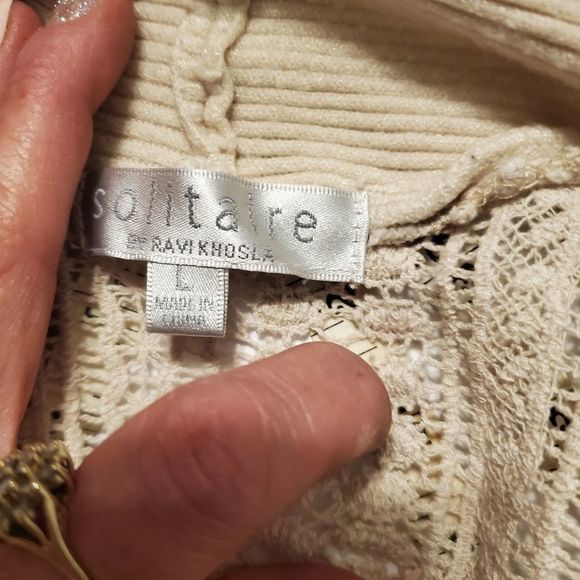 solitaire
BY RAVI KHOSLA
L
MADE IN
CHINA